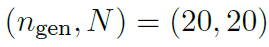 (n_gen, N) = (20, 20)